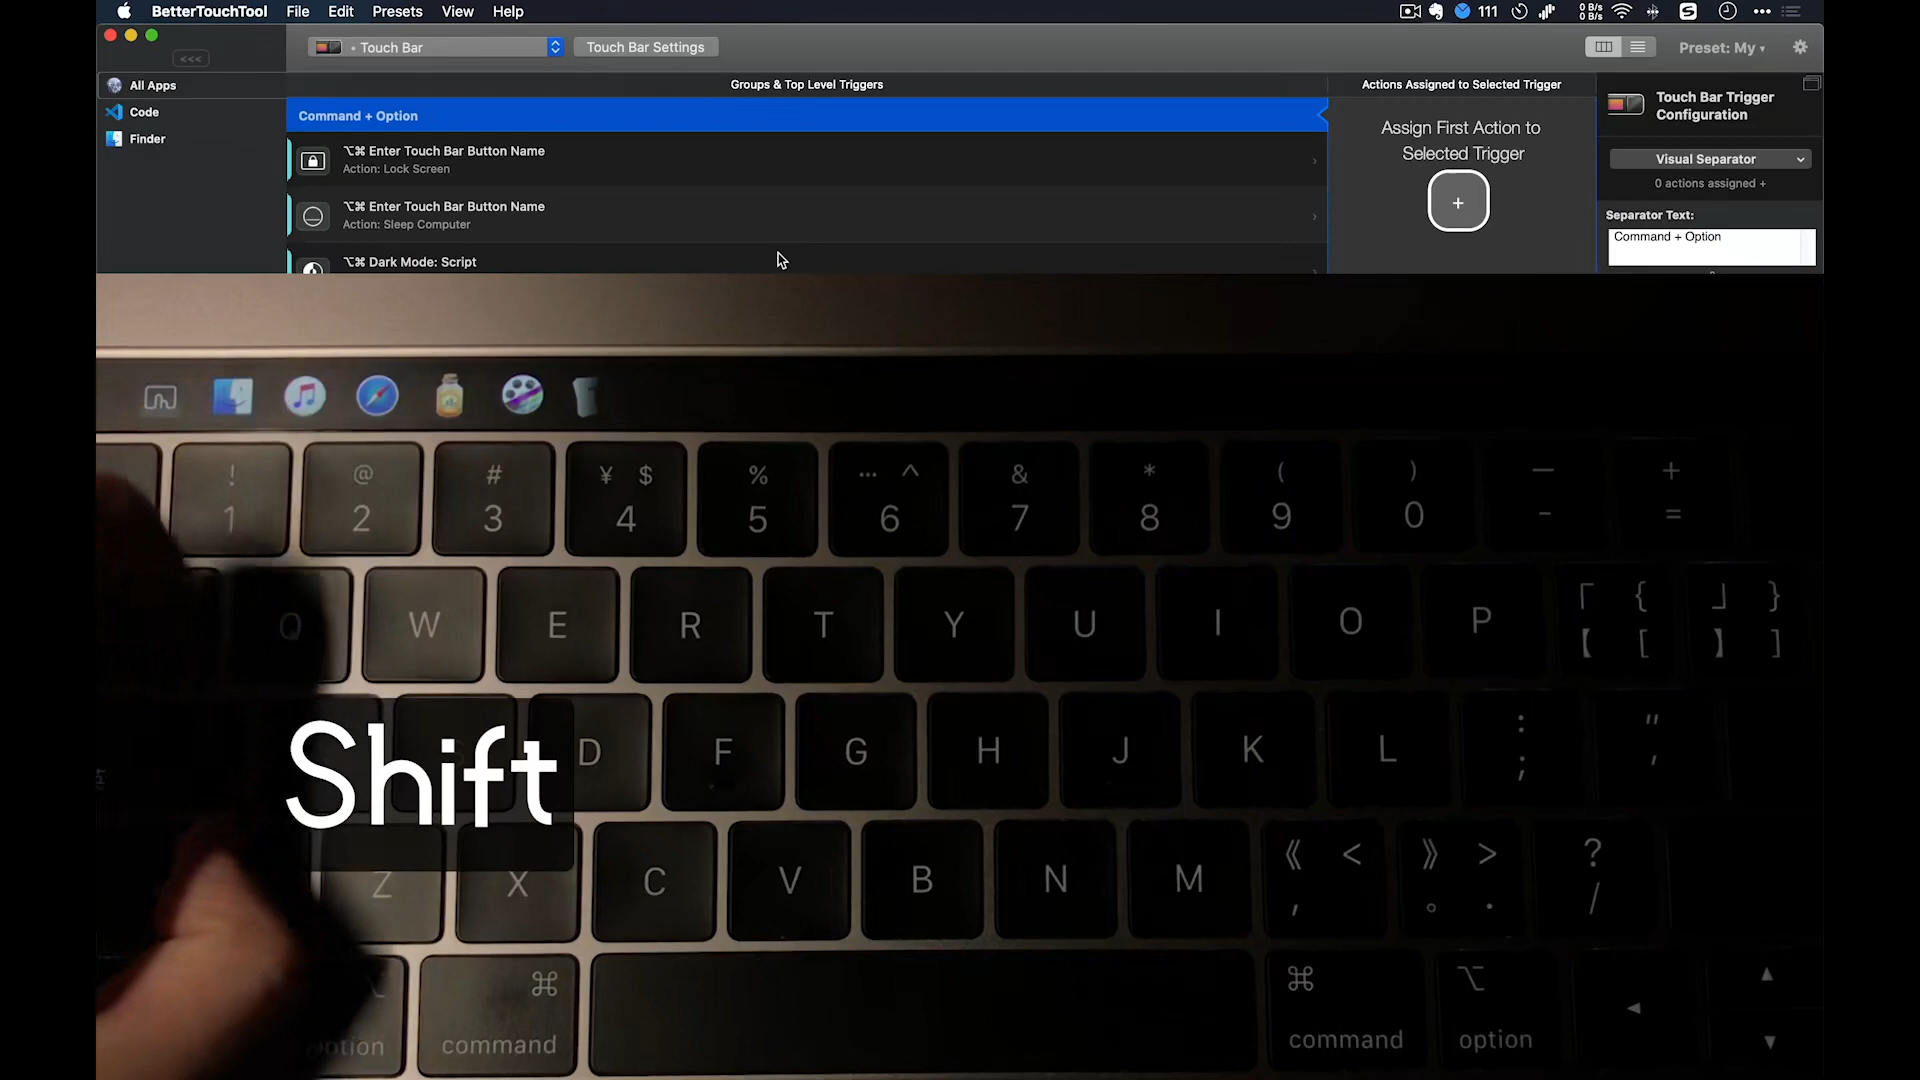 BetterTouchTool File Edit Presets View Help 111 0 B/s 0 B/s
<<<
Touch Bar Touch Bar Settings Preset: My
All Apps
Code
Finder
Groups & Top Level Triggers
Command + Option
⌥⌘ Enter Touch Bar Button Name
Action: Lock Screen
⌥⌘ Enter Touch Bar Button Name
Action: Sleep Computer
⌥⌘ Dark Mode: Script
Actions Assigned to Selected Trigger
Assign First Action to
Selected Trigger
+
Touch Bar Trigger
Configuration
Visual Separator
0 actions assigned +
Separator Text:
Command + Option
! @ # ¥ $ % … ^ & * ( ) — +
1 2 3 4 5 6 7 8 9 0 - =
Q W E R T Y U I O P 「 { 」 }
【 [ 】 ]
D F G H J K L : "
; '
Shift
Z X C V B N M 《 < 》 > ?
, 。 . /
⌥ ⌘ ⌘ ⌥
option command command option